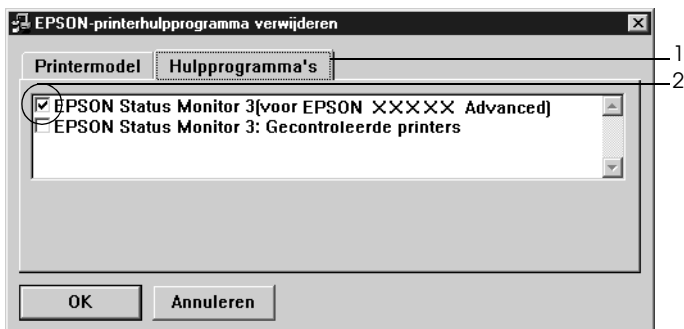 EPSON-printerhulpprogramma verwijderen
Printermodel Hulpprogramma's
1
2
EPSON Status Monitor 3(voor EPSON XXXXX Advanced)
EPSON Status Monitor 3: Gecontroleerde printers
OK Annuleren